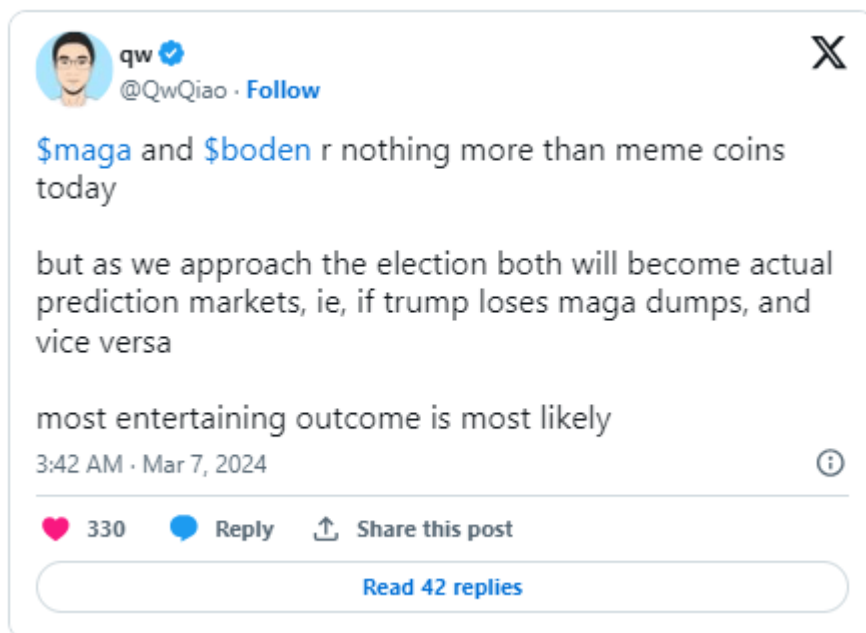 qw
@QwQiao · Follow
$maga and $boden r nothing more than meme coins
today
but as we approach the election both will become actual
prediction markets, ie, if trump loses maga dumps, and
vice versa
most entertaining outcome is most likely
3:42 AM · Mar 7, 2024
330 Reply Share this post
Read 42 replies